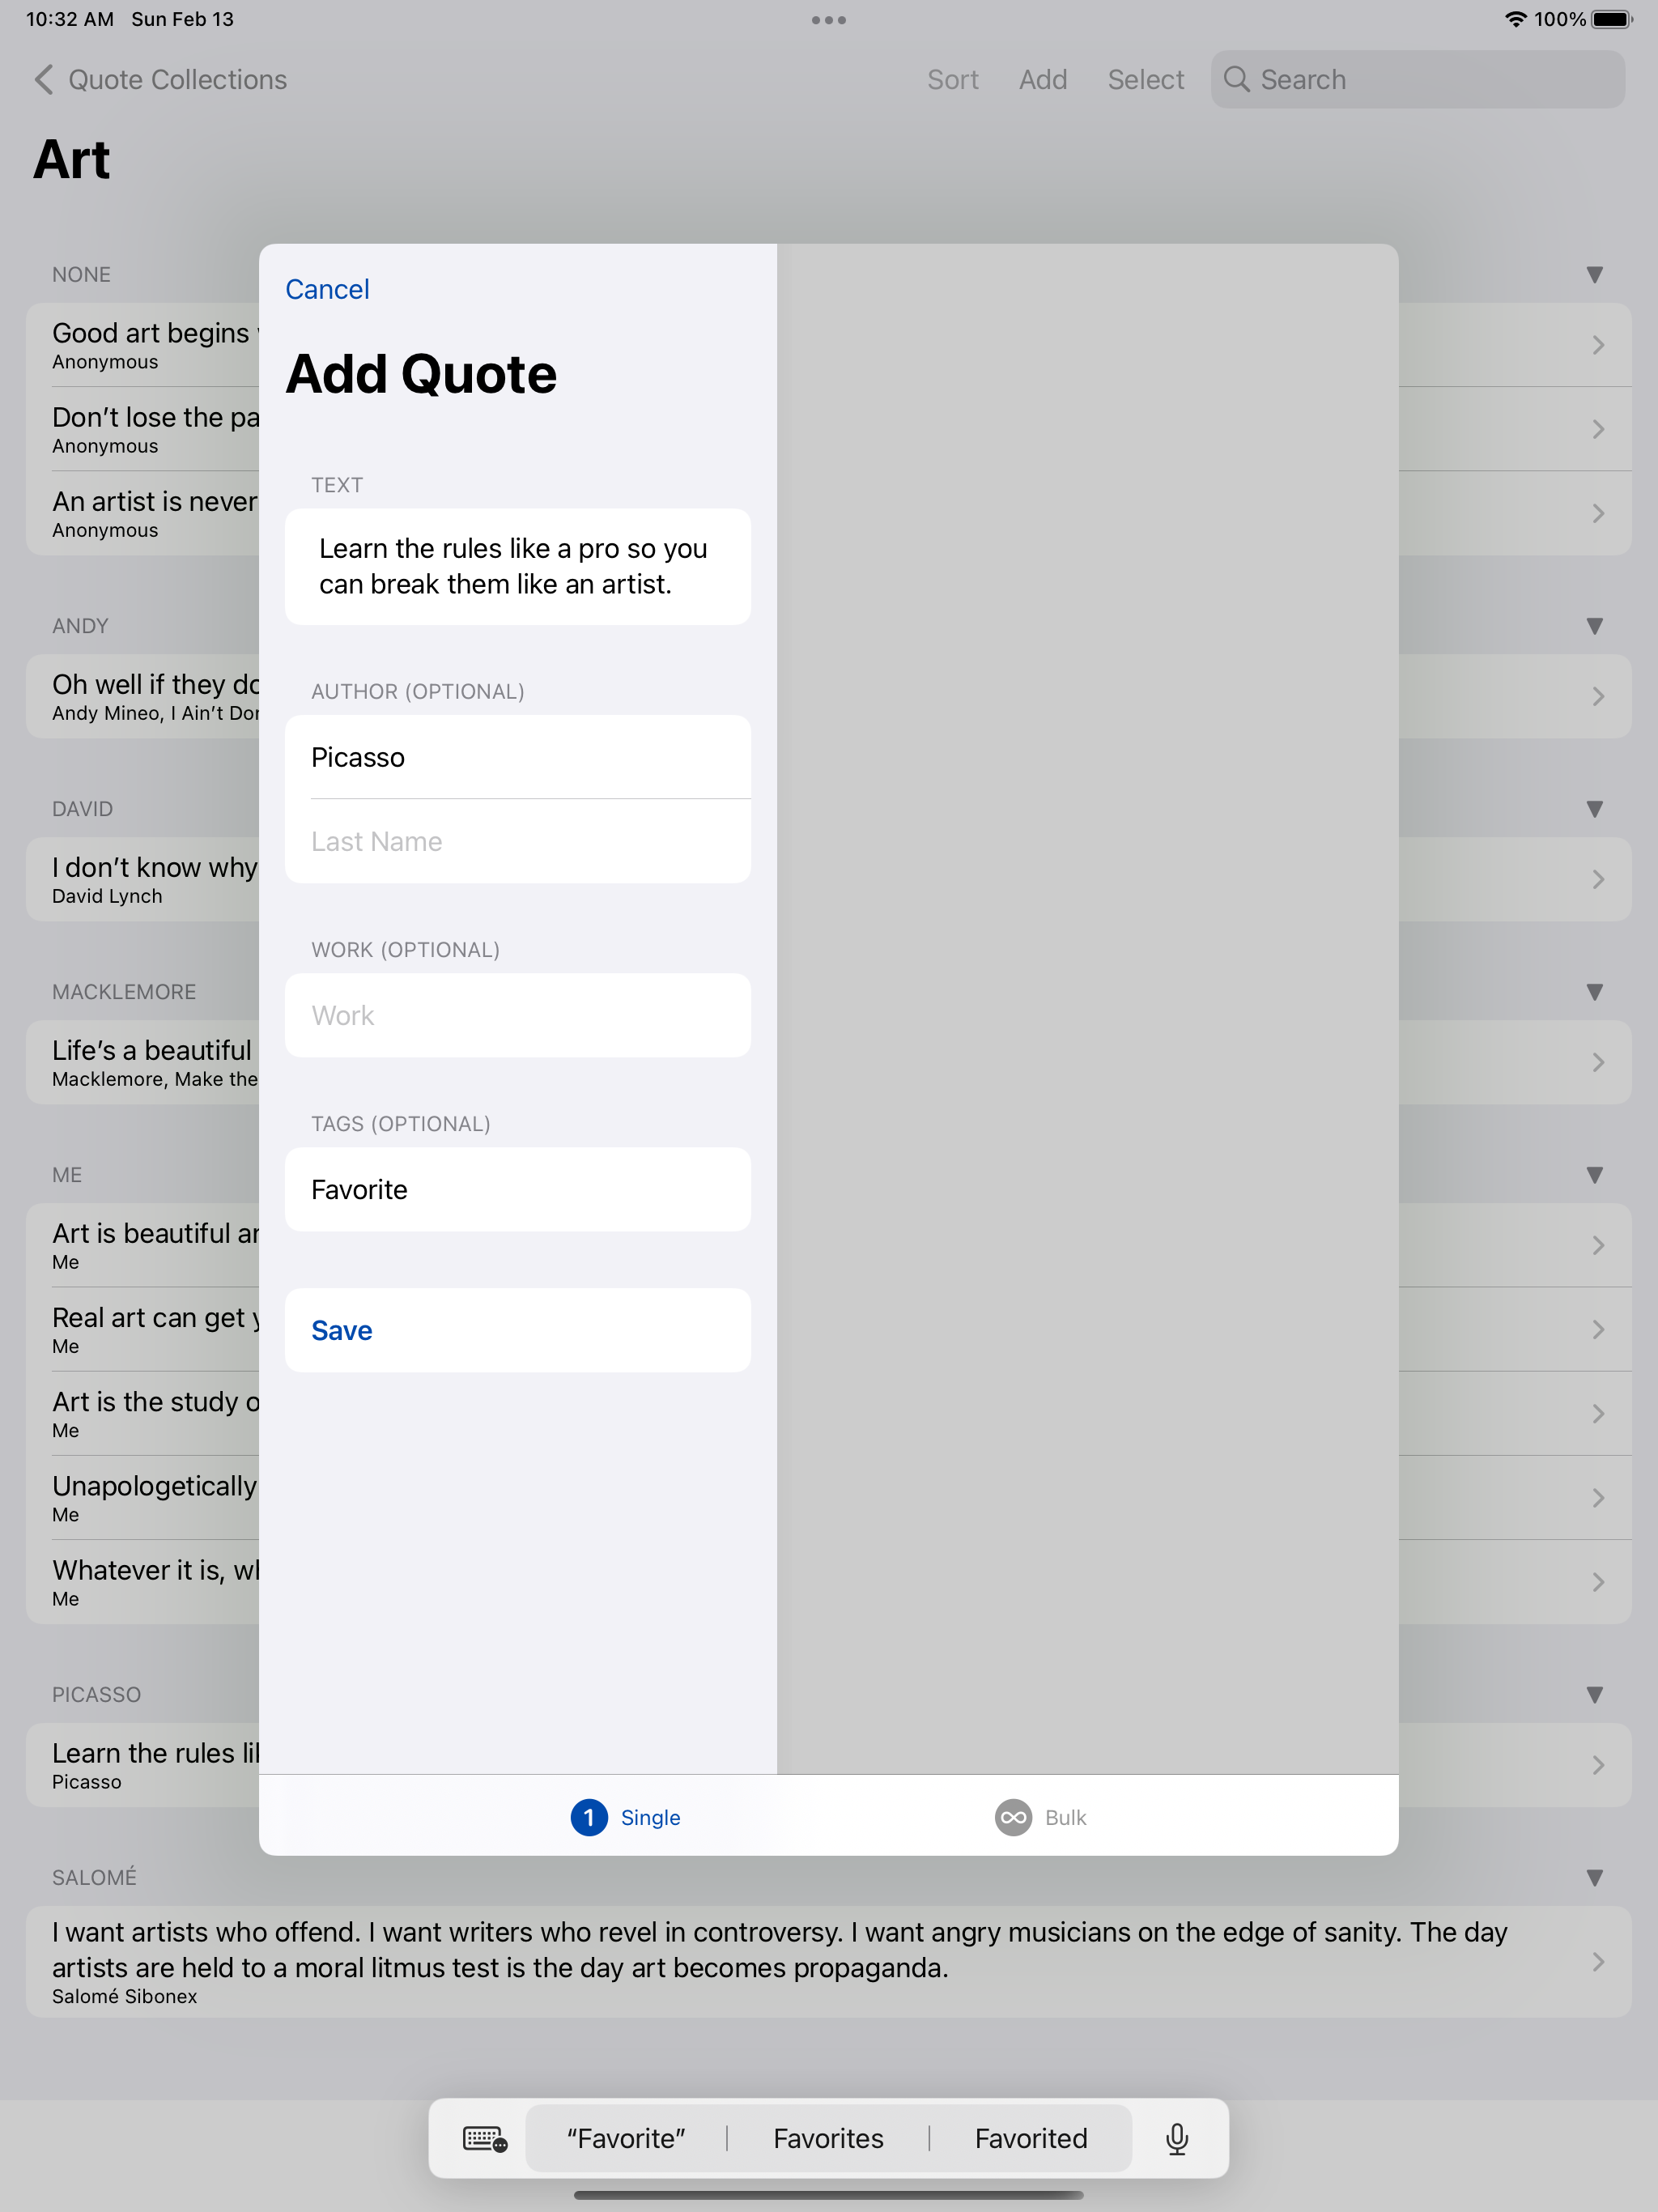 10:32 AM Sun Feb 13
100%
Quote Collections
Sort Add Select Search
Art
NONE
Good art begins
Anonymous
Don’t lose the pa
Anonymous
An artist is never
Anonymous
ANDY
Oh well if they do
Andy Mineo, I Ain’t Don
DAVID
I don’t know why
David Lynch
MACKLEMORE
Life’s a beautiful
Macklemore, Make the
ME
Art is beautiful an
Me
Real art can get y
Me
Art is the study o
Me
Unapologetically
Me
Whatever it is, wh
Me
PICASSO
Learn the rules lik
Picasso
SALOMÉ
I want artists who offend. I want writers who revel in controversy. I want angry musicians on the edge of sanity. The day
artists are held to a moral litmus test is the day art becomes propaganda.
Salomé Sibonex
Cancel
Add Quote
TEXT
Learn the rules like a pro so you
can break them like an artist.
AUTHOR (OPTIONAL)
Picasso
Last Name
WORK (OPTIONAL)
Work
TAGS (OPTIONAL)
Favorite
Save
1 Single
Bulk
“Favorite” Favorites Favorited